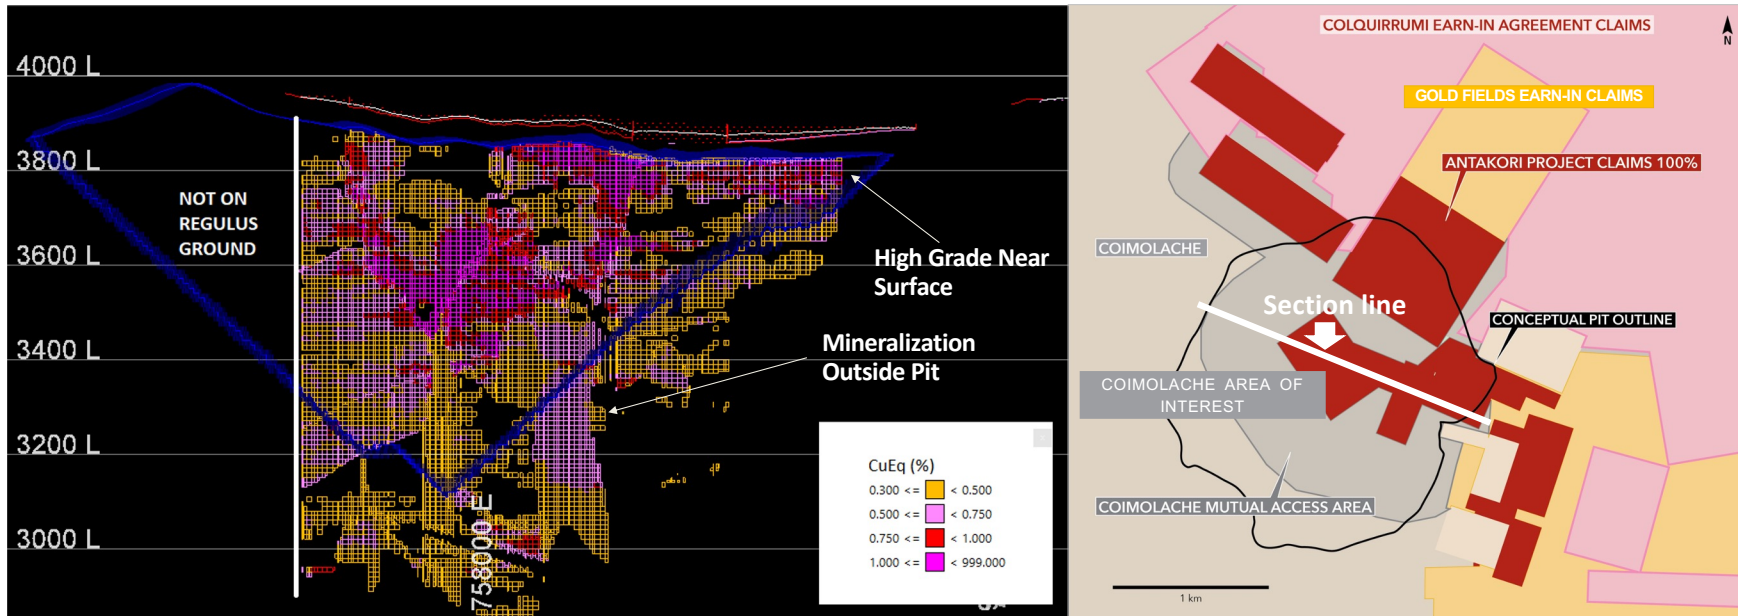 4000 L
3800 L
NOT ON
REGULUS
GROUND
3600 L
High Grade Near
Surface
3400 L
Mineralization
Outside Pit
3200 L
3000 L
758000 E
CuEq (%)
0.300 <= < 0.500
0.500 <= < 0.750
0.750 <= < 1.000
1.000 <= < 999.000
COLQUIRRUMI EARN-IN AGREEMENT CLAIMS
N
GOLD FIELDS EARN-IN CLAIMS
ANTAKORI PROJECT CLAIMS 100%
COIMOLACHE
Section line
CONCEPTUAL PIT OUTLINE
COIMOLACHE AREA OF
INTEREST
COIMOLACHE MUTUAL ACCESS AREA
1 km